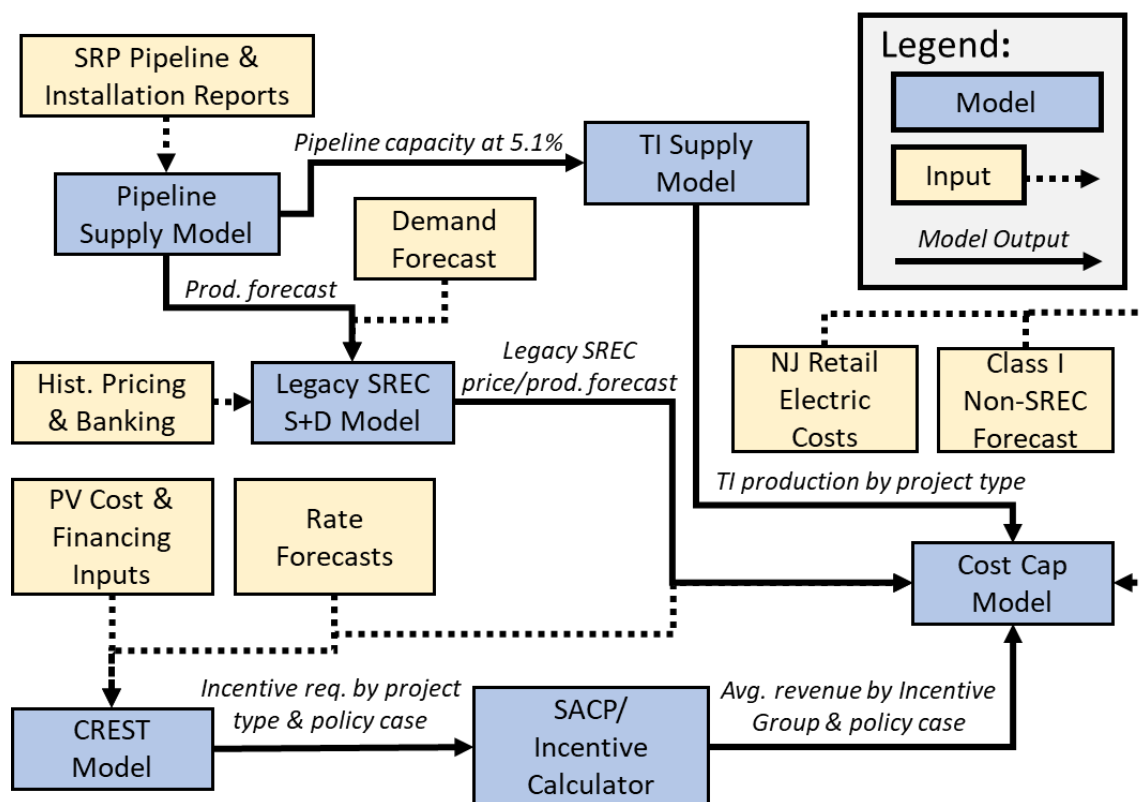 SRP Pipeline &
Installation Reports
Pipeline capacity at 5.1%
TI Supply
Model
Legend:
Model
Input
Model Output
Pipeline
Supply Model
Demand
Forecast
Prod. forecast
Hist. Pricing
& Banking
Legacy SREC
S+D Model
Legacy SREC
price/prod. forecast
NJ Retail
Electric
Costs
Class I
Non-SREC
Forecast
TI production by project type
PV Cost &
Financing
Inputs
Rate
Forecasts
Cost Cap
Model
CREST
Model
Incentive req. by project
type & policy case
SACP/
Incentive
Calculator
Avg. revenue by Incentive
Group & policy case